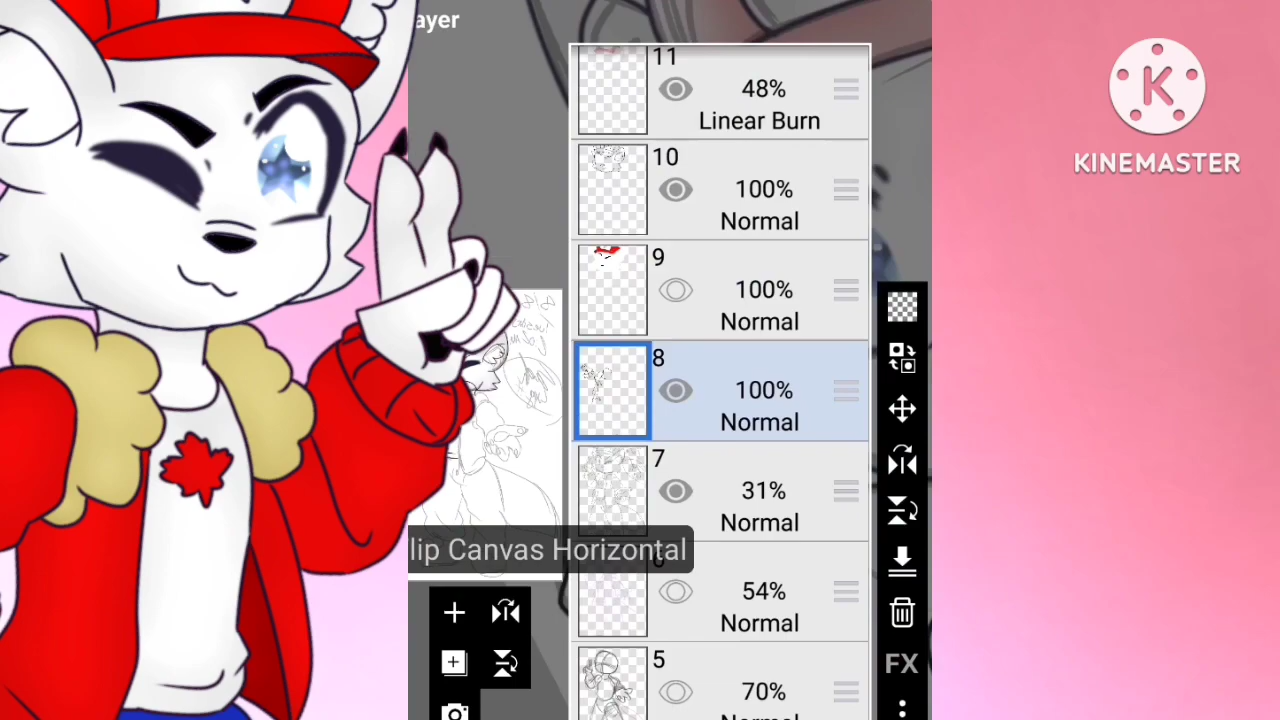 ayer
11
48%
Linear Burn
10
100%
Normal
9
100%
Normal
8
100%
Normal
7
31%
Normal
lip Canvas Horizontal
54%
Normal
5
70%
FX
K
KINEMASTER